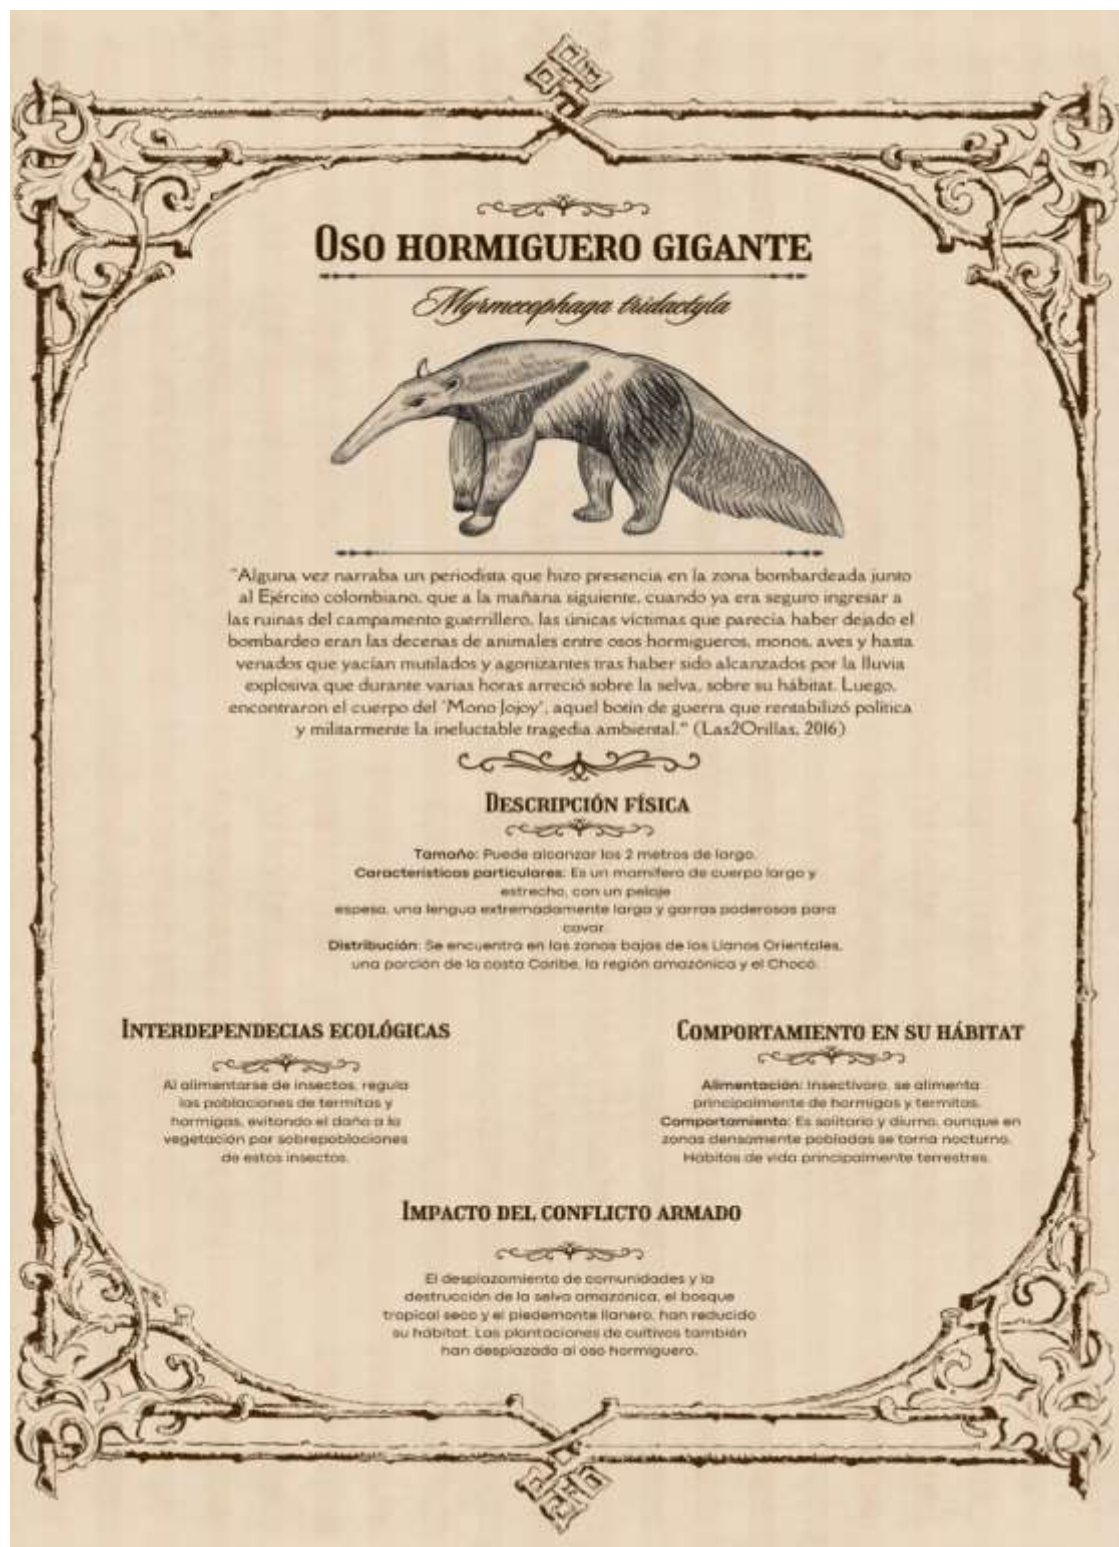 Oso hormiguero gigante
Myrmecophaga tridactyla
"Alguna vez narraba un periodista que hizo presencia en la zona bombardeada junto
al Ejército colombiano, que a la mañana siguiente, cuando ya era seguro ingresar a
las ruinas del campamento guerrillero, las únicas víctimas que parecía haber dejado el
bombardeo eran las decenas de animales entre osos hormigueros, monos, aves y hasta
venados que yacían mutilados y agonizantes tras haber sido alcanzados por la lluvia
explosiva que durante varias horas arreció sobre la selva, sobre su hábitat. Luego,
encontraron el cuerpo del 'Mono Jojoy', aquel botín de guerra que rentabilizó política
y militarmente la ineluctable tragedia ambiental." (Las2Orillas, 2016)
Descripción física
Tamaño: Puede alcanzar los 2 metros de largo.
Características particulares: Es un mamífero de cuerpo largo y
estrecho, con un pelaje
espeso, una lengua extremadamente larga y garras poderosas para
cavar.
Distribución: Se encuentra en las zonas bajas de los Llanos Orientales,
una porción de la costa Caribe, la región amazónica y el Chocó.
Interdependecias ecológicas
Al alimentarse de insectos, regula
las poblaciones de termitas y
hormigas, evitando el daño a la
vegetación por sobrepoblaciones
de estos insectos.
Comportamiento en su hábitat
Alimentación: Insectívoro, se alimenta
principalmente de hormigas y termitas.
Comportamiento: Es solitario y diurno, aunque en
zonas densamente pobladas se torna nocturno.
Hábitos de vida principalmente terrestres.
Impacto del conflicto armado
El desplazamiento de comunidades y la
destrucción de la selva amazónica, el bosque
tropical seco y el piedemonte llanero, han reducido
su hábitat. Las plantaciones de cultivos también
han desplazado al oso hormiguero.